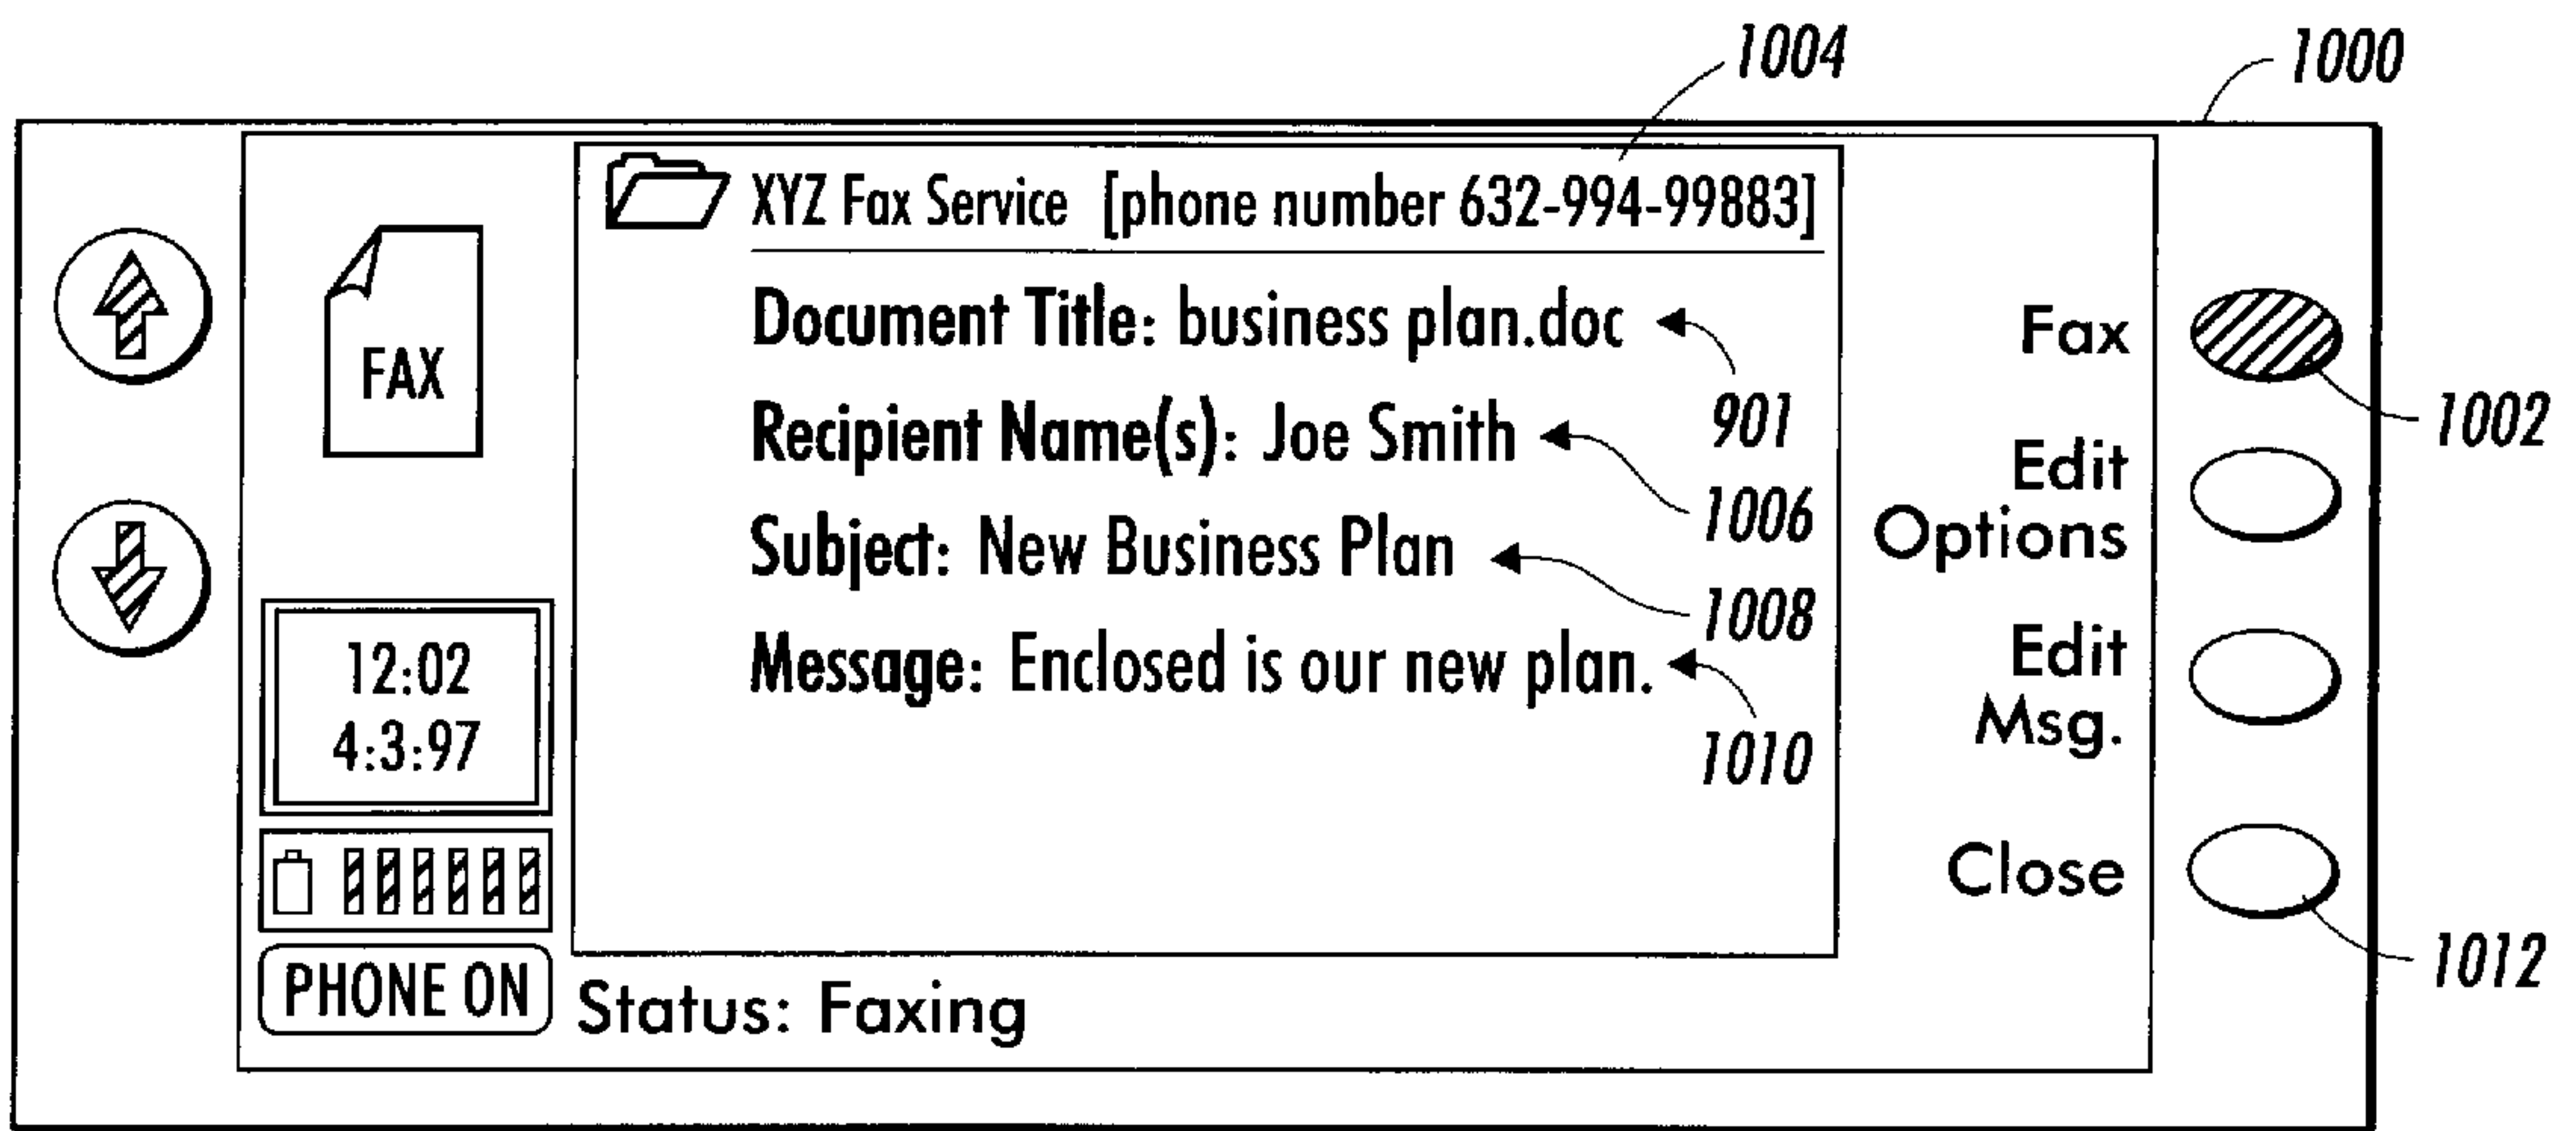 1004
1000
XYZ Fax Service [phone number 632-994-99883]
FAX
Document Title: business plan.doc
901
Recipient Name(s): Joe Smith
1006
Subject: New Business Plan
1008
Message: Enclosed is our new plan.
1010
Fax
1002
Edit
Options
Edit
Msg.
Close
1012
12:02
4:3:97
PHONE ON
Status: Faxing